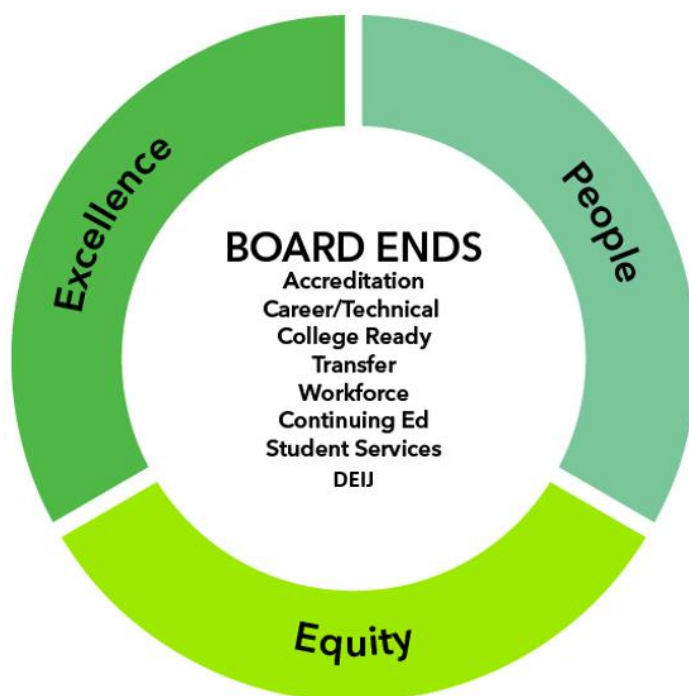 Excellence
People
BOARD ENDS
Accreditation
Career/Technical
College Ready
Transfer
Workforce
Continuing Ed
Student Services
DEIJ
Equity